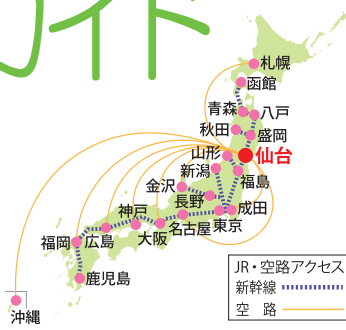 ガイド
札幌
函館
青森
八戸
秋田
盛岡
山形
仙台
新潟
福島
金沢
長野
成田
神戸
東京
名古屋
福岡
広島
大阪
鹿児島
沖縄
JR・空路アクセス
新幹線
空　路